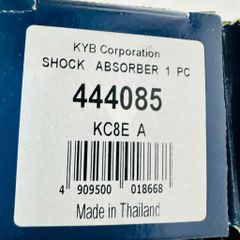 KYB Corporation
SHOCK ABSORBER 1 PC
444085
KC8E A
4 909500 018668
Made in Thailand